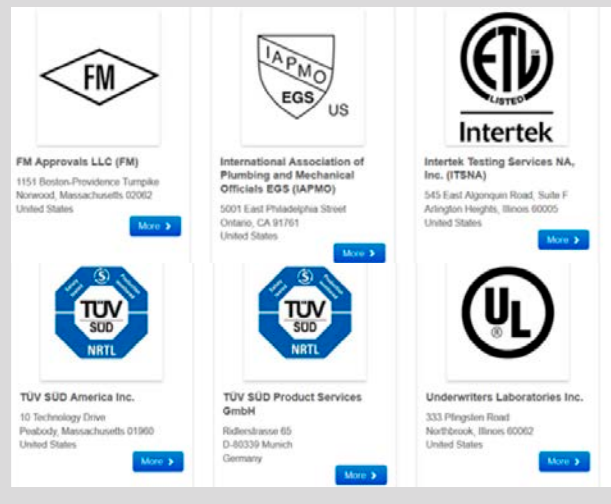 FM
FM Approvals LLC (FM)
1151 Boston-Providence Turnpike
Norwood, Massachusetts 02062
United States
More
IAPMO
EGS
US
International Association of
Plumbing and Mechanical
Officials EGS (IAPMO)
5001 East Philadelphia Street
Ontario, CA 91761
United States
More
ETL
LISTED
Intertek
Intertek Testing Services NA,
Inc. (ITSNA)
545 East Algonquin Road, Suite F
Arlington Heights, Illinois 60005
United States
More
S
TÜV
SÜD
NRTL
TÜV SÜD America Inc.
10 Technology Drive
Peabody, Massachusetts 01960
United States
More
S
TÜV
SÜD
NRTL
TÜV SÜD Product Services
GmbH
Ridlerstrasse 65
D-80339 Munich
Germany
More
UL
®
Underwriters Laboratories Inc.
333 Pfingsten Road
Northbrook, Illinois 60062
United States
More